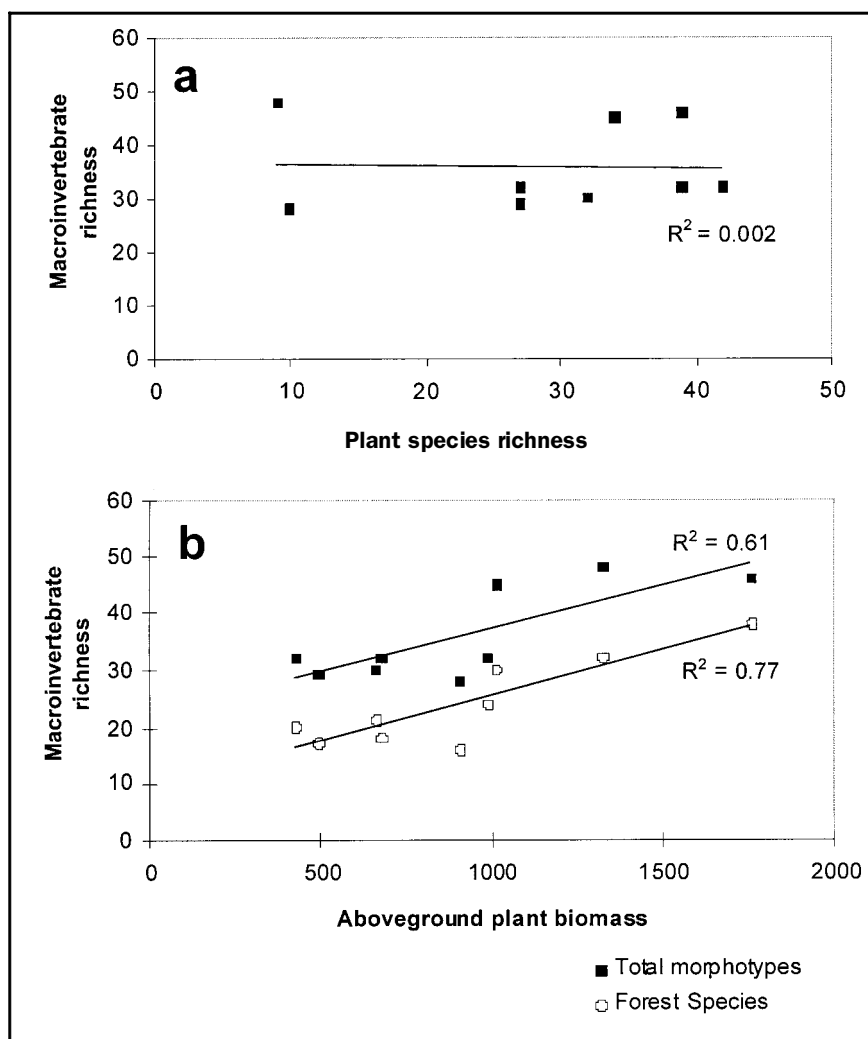 a
60
50
40
30
20
10
0
Macroinvertebrate
richness
R² = 0.002
0 10 20 30 40 50
Plant species richness
b
60
50
40
30
20
10
0
Macroinvertebrate
richness
R² = 0.61
R² = 0.77
0 500 1000 1500 2000
Aboveground plant biomass
Total morphotypes
Forest Species